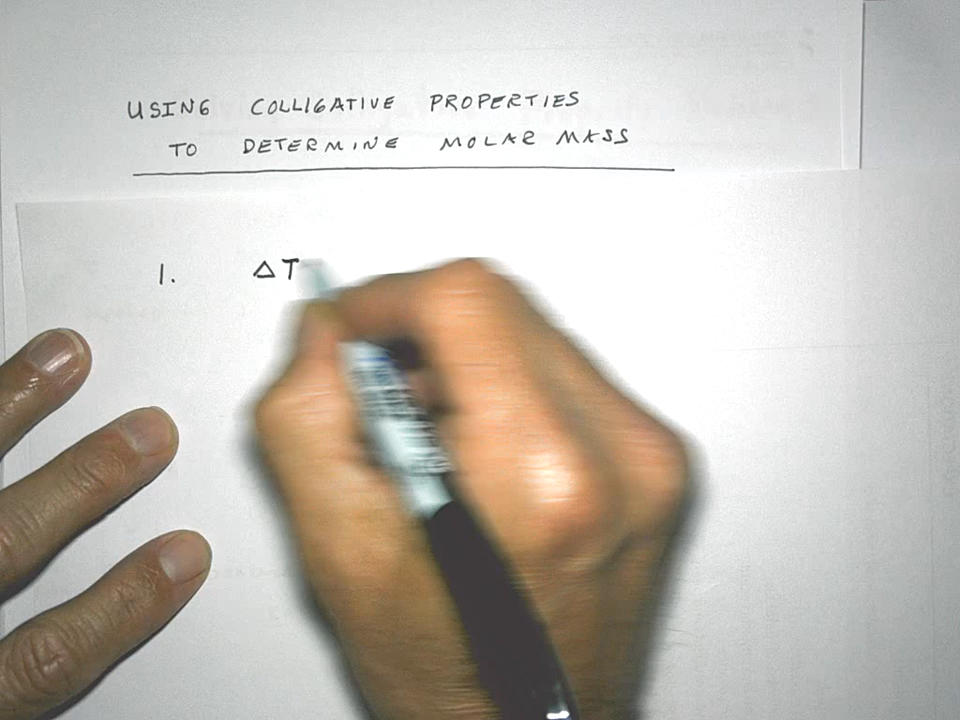 USING COLLIGATIVE PROPERTIES
TO DETERMINE MOLAR MASS
1. ΔT